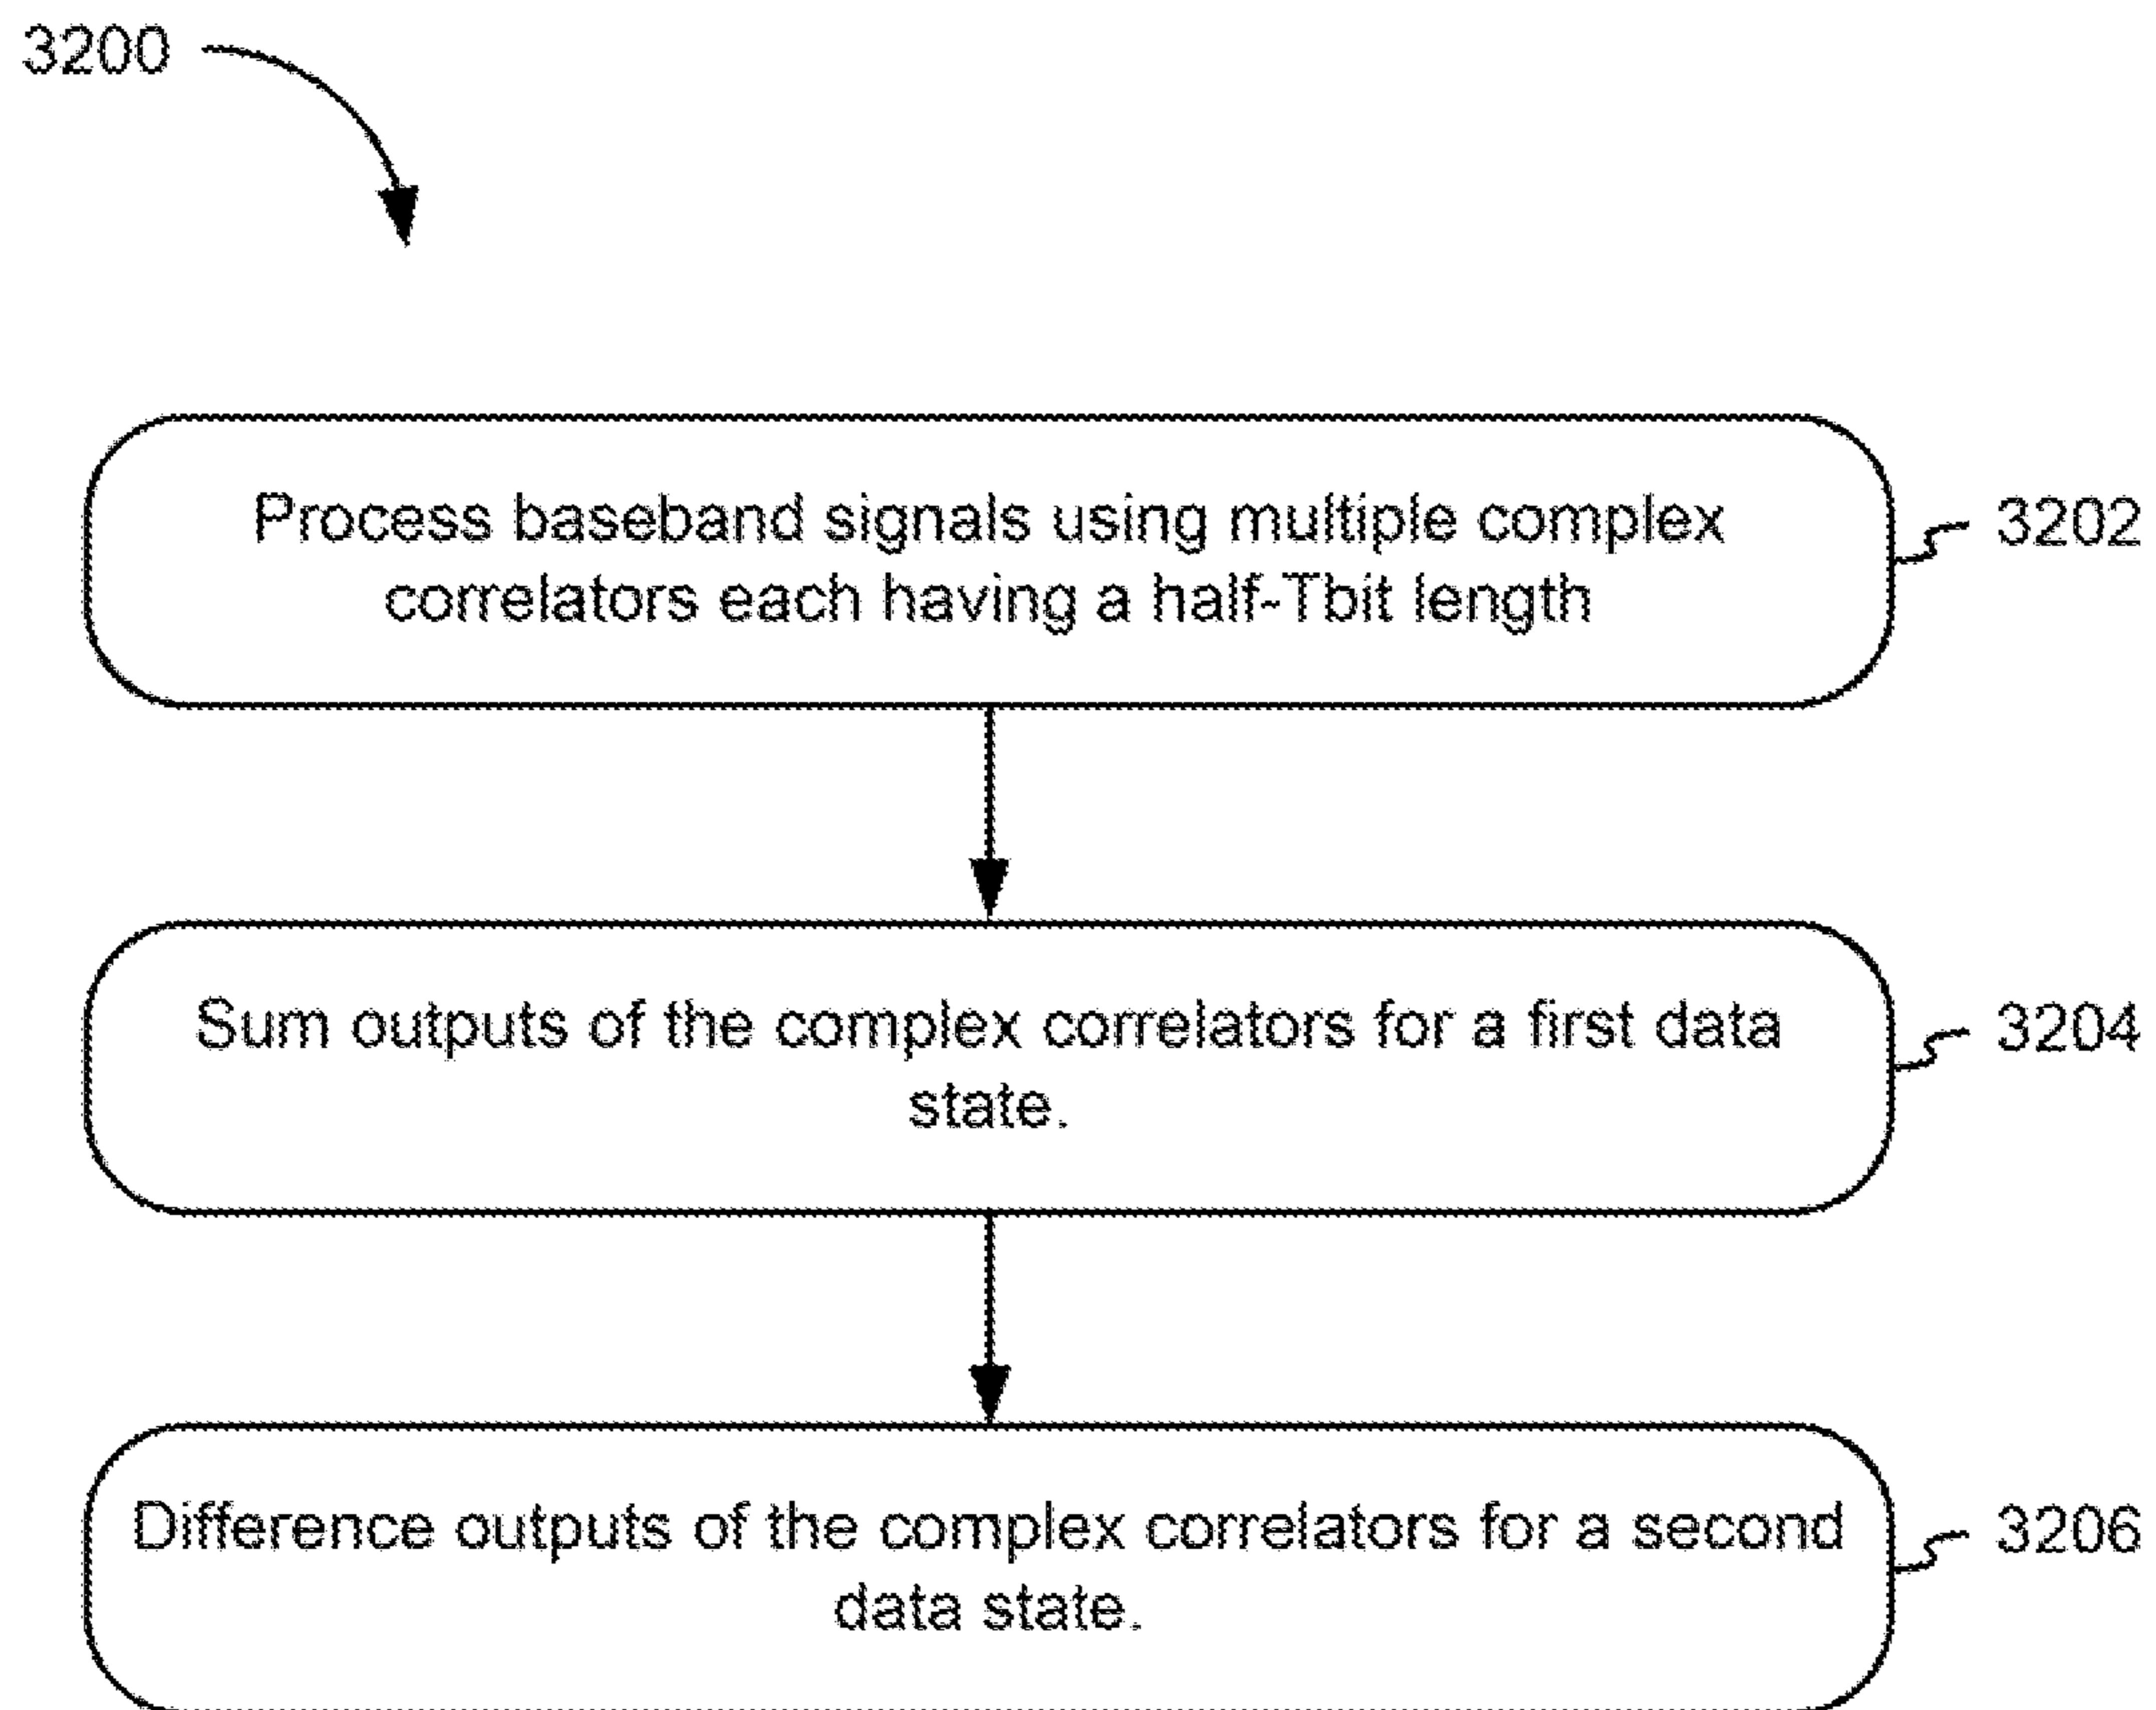 3200
Process baseband signals using multiple complex
correlators each having a half-Tbit length
3202
Sum outputs of the complex correlators for a first data
state.
3204
Difference outputs of the complex correlators for a second
data state.
3206